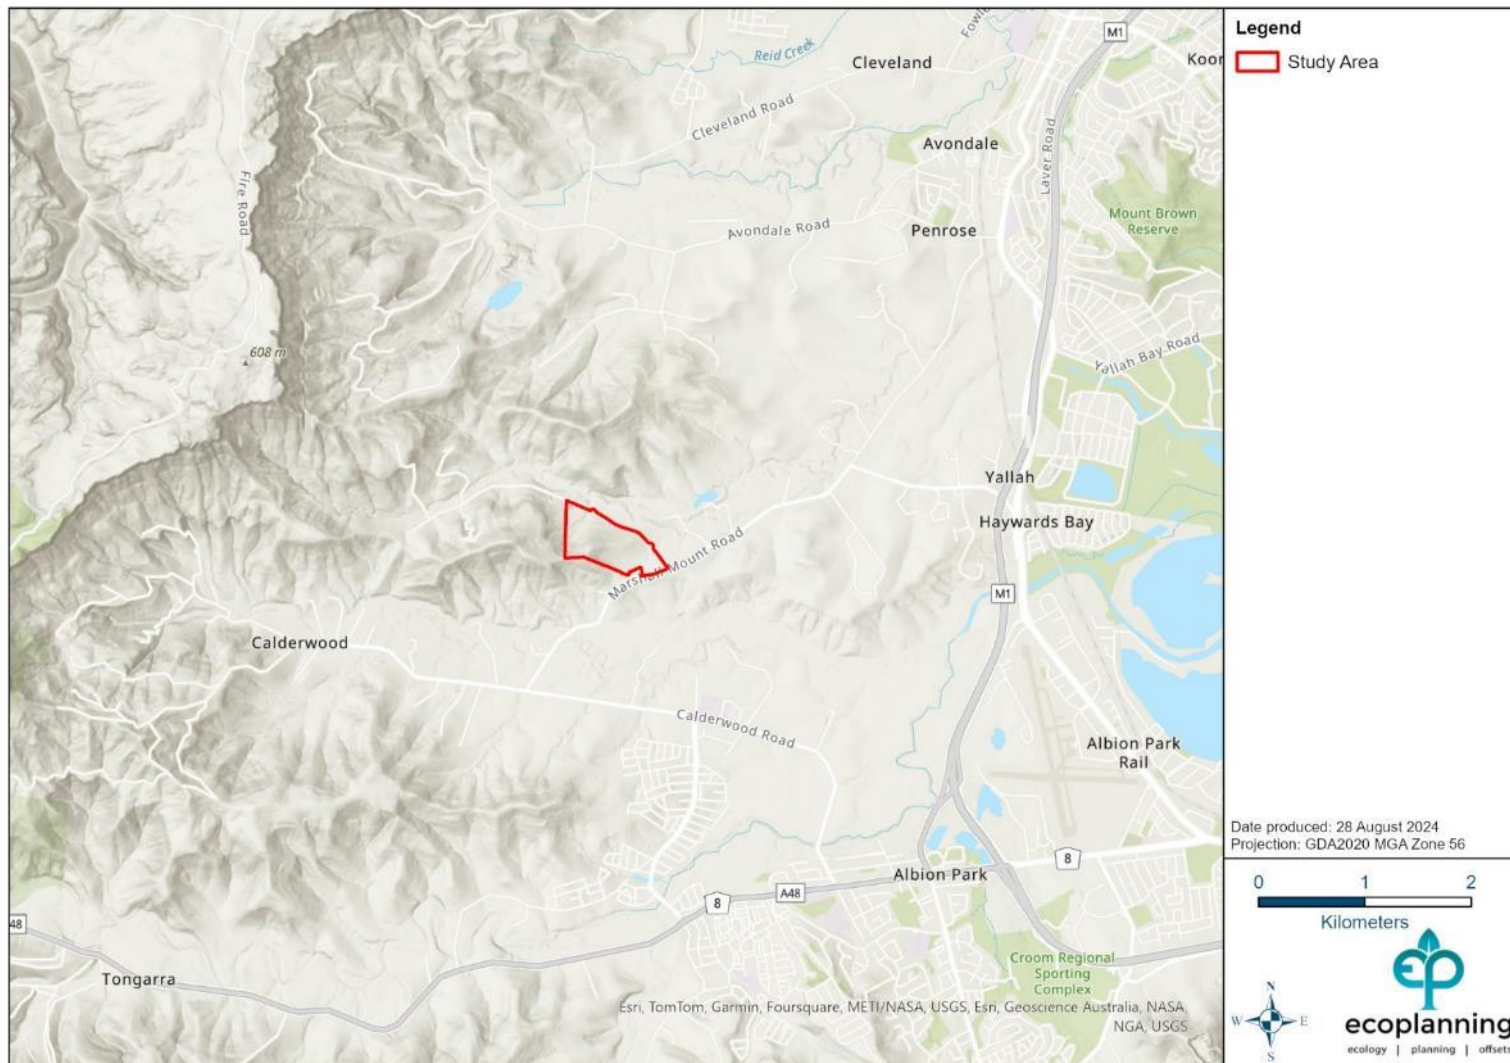 M1
Reid Creek
Cleveland
Cleveland Road
Avondale
Laver Road
Fire Road
Mount Brown
Reserve
Avondale Road
Penrose
608 m
Yallah Bay Road
Yallah
Haywards Bay
Marshall Mount Road
M1
Calderwood
Calderwood Road
Albion Park
Rail
8
Albion Park
A48
8
48
Tongarra
Croom Regional
Sporting
Complex
Esri, TomTom, Garmin, Foursquare, METI/NASA, USGS, Esri, Geoscience Australia, NASA,
NGA, USGS
Legend
Study Area
Date produced: 28 August 2024
Projection: GDA2020 MGA Zone 56
0 1 2
Kilometers
N
W E
S
ep
ecoplanning
ecology | planning | offsets